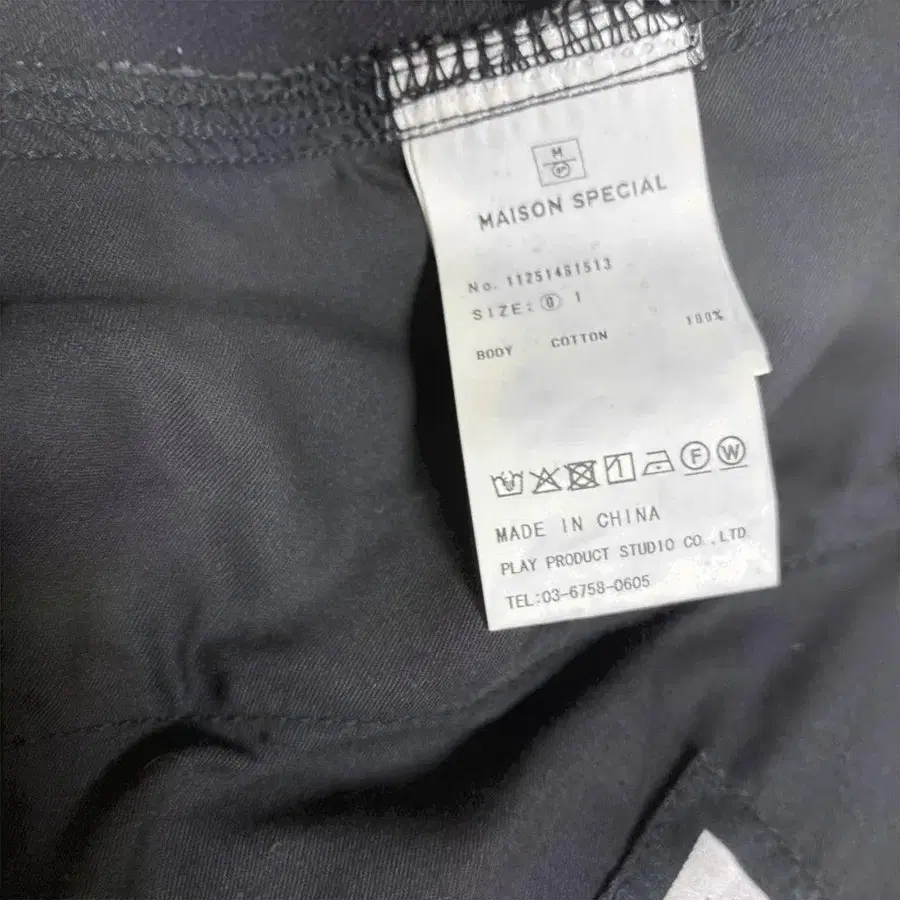 M
MAISON SPECIAL
No. 11251481513
SIZE: 0 1
BODY COTTON 100%
F W
MADE IN CHINA
PLAY PRODUCT STUDIO CO.,LTD
TEL:03-6758-0605